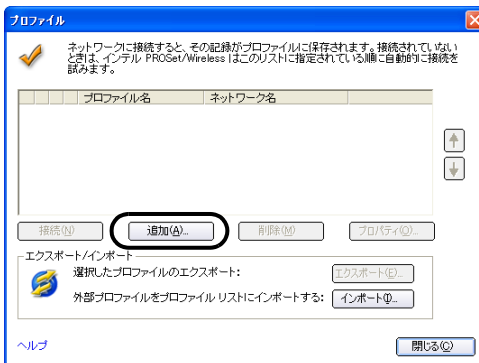 プロファイル
ネットワークに接続すると、その記録がプロファイルに保存されます。接続されていない
ときは、インテル PROSet/Wireless はこのリストに指定されている順に自動的に接続を
試みます。
プロファイル名 ネットワーク名
接続(N) 追加(A)... 削除(M) プロパティ(O)...
エクスポート/インポート
選択したプロファイルのエクスポート: エクスポート(E)...
外部プロファイルをプロファイル リストにインポートする: インポート(I)...
ヘルプ 閉じる(C)